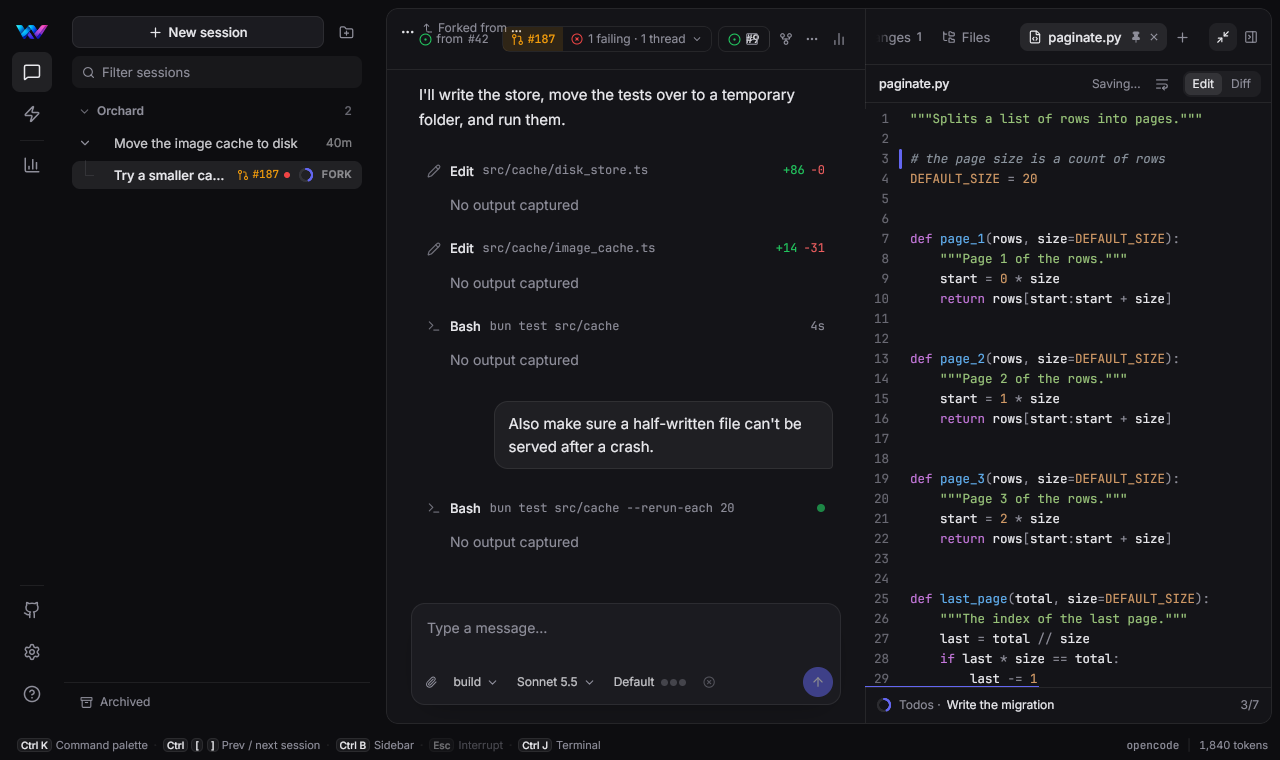 New session
Filter sessions
Orchard 2
Move the image cache to disk 40m
Try a smaller ca... #187 FORK
Archived
Forked from ...
from #42 #187 1 failing · 1 thread
I'll write the store, move the tests over to a temporary
folder, and run them.
Edit src/cache/disk_store.ts +86 -0
No output captured
Edit src/cache/image_cache.ts +14 -31
No output captured
Bash bun test src/cache 4s
No output captured
Also make sure a half-written file can't be
served after a crash.
Bash bun test src/cache --rerun-each 20
No output captured
Type a message...
build Sonnet 5.5 Default
nges 1 Files paginate.py
paginate.py Saving... Edit Diff
1 """Splits a list of rows into pages."""
2
3 # the page size is a count of rows
4 DEFAULT_SIZE = 20
5
6
7 def page_1(rows, size=DEFAULT_SIZE):
8 """Page 1 of the rows."""
9 start = 0 * size
10 return rows[start:start + size]
11
12
13 def page_2(rows, size=DEFAULT_SIZE):
14 """Page 2 of the rows."""
15 start = 1 * size
16 return rows[start:start + size]
17
18
19 def page_3(rows, size=DEFAULT_SIZE):
20 """Page 3 of the rows."""
21 start = 2 * size
22 return rows[start:start + size]
23
24
25 def last_page(total, size=DEFAULT_SIZE):
26 """The index of the last page."""
27 last = total // size
28 if last * size == total:
29 last -= 1
Todos · Write the migration 3/7
Ctrl K Command palette · Ctrl [ ] Prev / next session · Ctrl B Sidebar · Esc Interrupt · Ctrl J Terminal
opencode 1,840 tokens